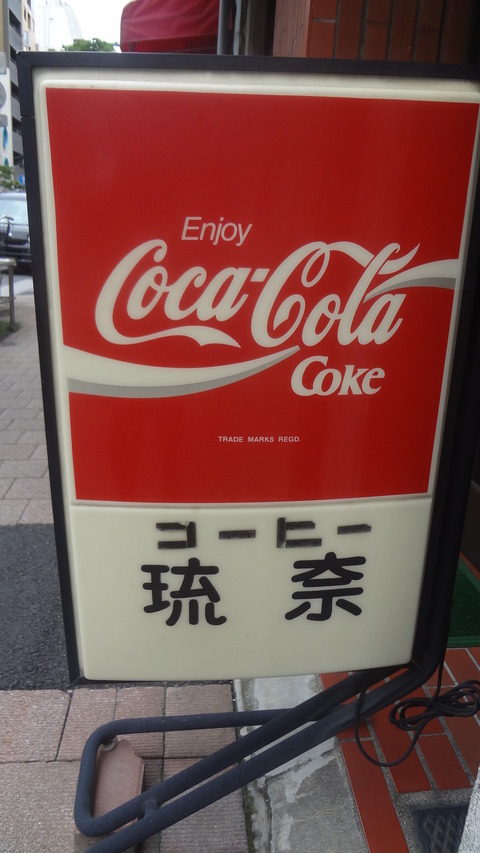 Enjoy
Coca-Cola
Coke
TRADE MARKS REGD.
コーヒー
琉奈